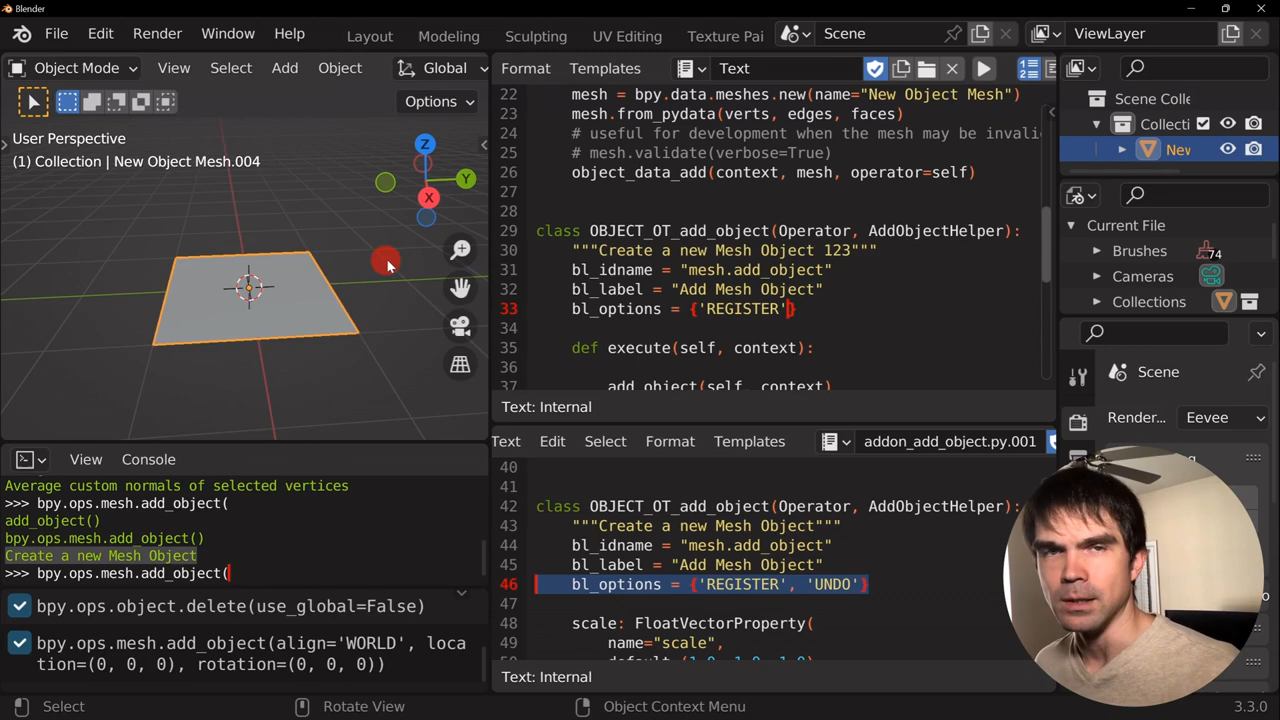 Blender
File Edit Render Window Help Layout Modeling Sculpting UV Editing Texture Pai Scene ViewLayer
Object Mode View Select Add Object Global
Options
User Perspective
(1) Collection | New Object Mesh.004
Z
Y
X
Format Templates Text
22 mesh = bpy.data.meshes.new(name="New Object Mesh")
23 mesh.from_pydata(verts, edges, faces)
24 # useful for development when the mesh may be invali
25 # mesh.validate(verbose=True)
26 object_data_add(context, mesh, operator=self)
27
28
29 class OBJECT_OT_add_object(Operator, AddObjectHelper):
30 """Create a new Mesh Object 123"""
31 bl_idname = "mesh.add_object"
32 bl_label = "Add Mesh Object"
33 bl_options = {'REGISTER'}
34
35 def execute(self, context):
36
37 add_object(self, context)
Text: Internal
Text Edit Select Format Templates addon_add_object.py.001
40
41
42 class OBJECT_OT_add_object(Operator, AddObjectHelper):
43 """Create a new Mesh Object"""
44 bl_idname = "mesh.add_object"
45 bl_label = "Add Mesh Object"
46 bl_options = {'REGISTER', 'UNDO'}
47
48 scale: FloatVectorProperty(
49 name="scale",
Text: Internal
View Console
Average custom normals of selected vertices
>>> bpy.ops.mesh.add_object(
add_object()
bpy.ops.mesh.add_object()
Create a new Mesh Object
>>> bpy.ops.mesh.add_object(
bpy.ops.object.delete(use_global=False)
bpy.ops.mesh.add_object(align='WORLD', loca
tion=(0, 0, 0), rotation=(0, 0, 0))
Scene Colle
Collecti
New
Current File
Brushes 74
Cameras
Collections
Scene
Render... Eevee
Select Rotate View Object Context Menu 3.3.0